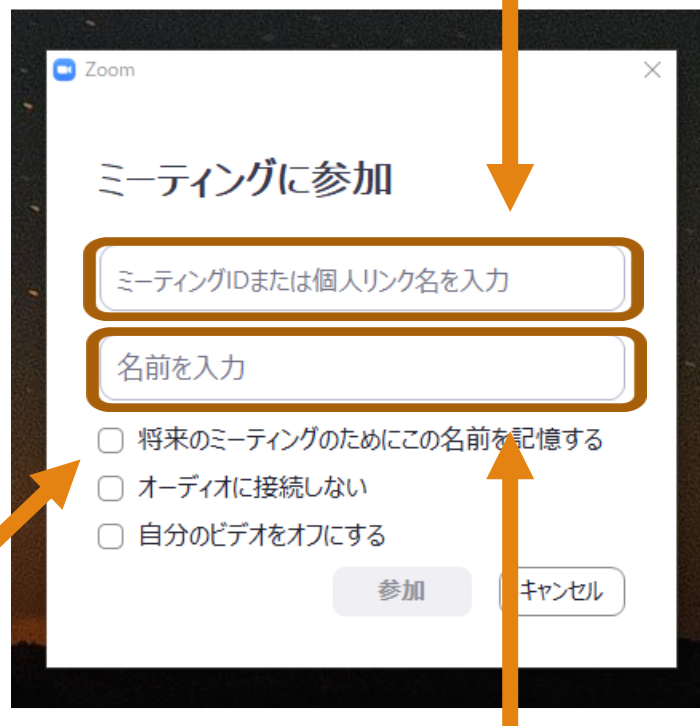 Zoom
ミーティングに参加
ミーティングIDまたは個人リンク名を入力
名前を入力
将来のミーティングのためにこの名前を記憶する
オーディオに接続しない
自分のビデオをオフにする
参加
キャンセル